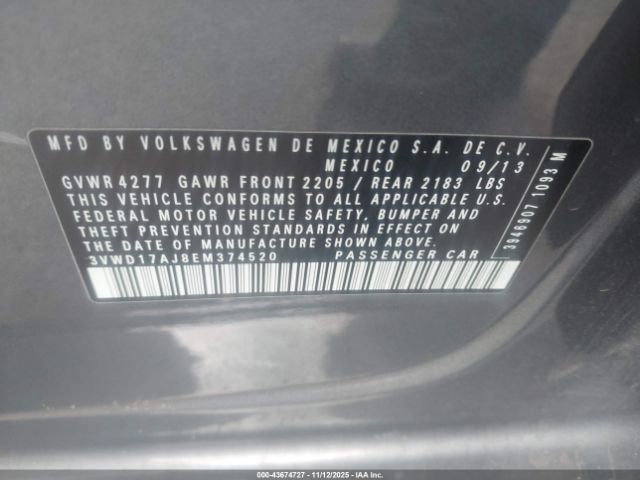 MFD BY VOLKSWAGEN DE MEXICO S.A. DE C.V.
MEXICO 09/13
GVWR 4277 GAWR FRONT 2205 / REAR 2183 LBS
THIS VEHICLE CONFORMS TO ALL APPLICABLE U.S.
FEDERAL MOTOR VEHICLE SAFETY, BUMPER AND
THEFT PREVENTION STANDARDS IN EFFECT ON
THE DATE OF MANUFACTURE SHOWN ABOVE.
3VWD17AJ8EM374520 PASSENGER CAR
3946907 1093 M
000-43674727 - 11/12/2025 - IAA Inc.